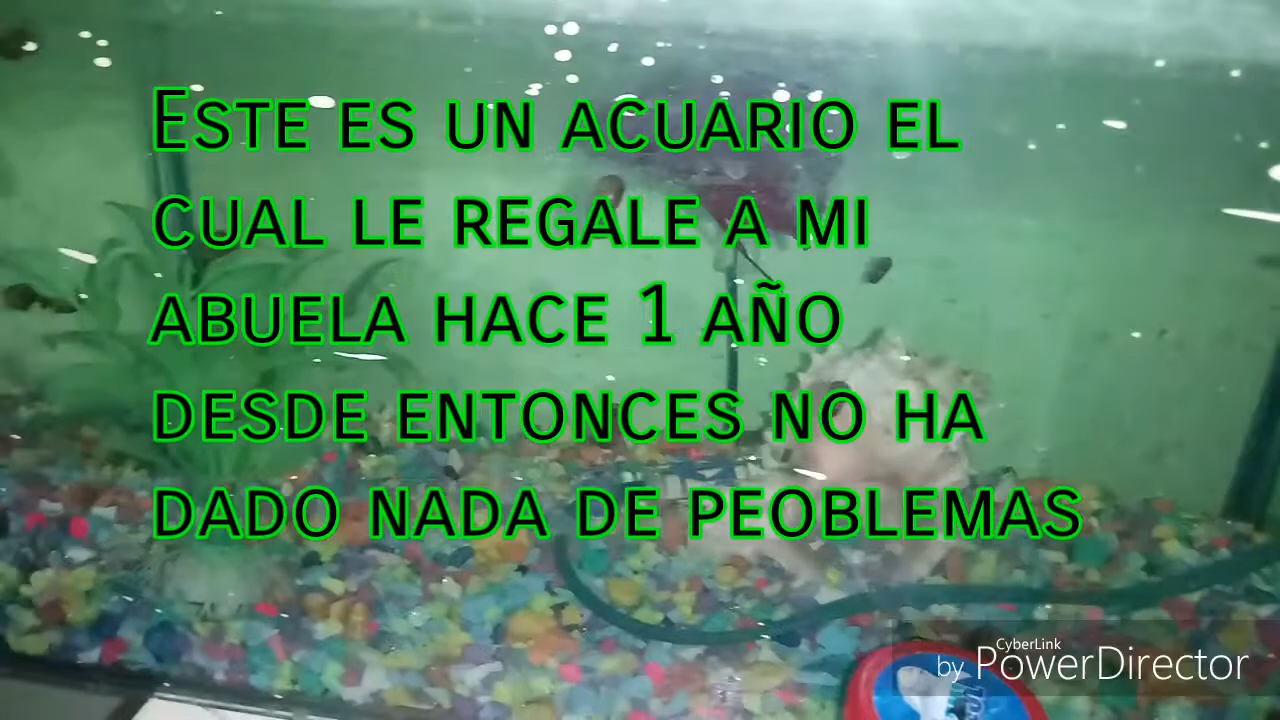 Este es un acuario el
cual le regale a mi
abuela hace 1 año
desde entonces no ha
dado nada de peoblemas
CyberLink
by PowerDirector